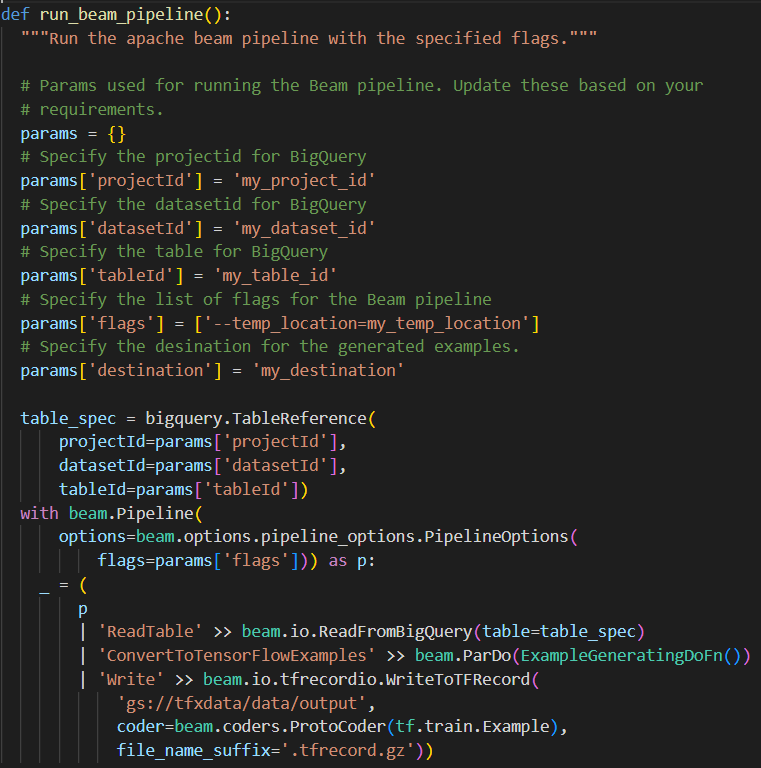 def run_beam_pipeline():
  """Run the apache beam pipeline with the specified flags."""

  # Params used for running the Beam pipeline. Update these based on your
  # requirements.
  params = {}
  # Specify the projectid for BigQuery
  params['projectId'] = 'my_project_id'
  # Specify the datasetid for BigQuery
  params['datasetId'] = 'my_dataset_id'
  # Specify the table for BigQuery
  params['tableId'] = 'my_table_id'
  # Specify the list of flags for the Beam pipeline
  params['flags'] = ['--temp_location=my_temp_location']
  # Specify the desination for the generated examples.
  params['destination'] = 'my_destination'

  table_spec = bigquery.TableReference(
      projectId=params['projectId'],
      datasetId=params['datasetId'],
      tableId=params['tableId'])
  with beam.Pipeline(
      options=beam.options.pipeline_options.PipelineOptions(
          flags=params['flags'])) as p:
    _ = (
        p
        | 'ReadTable' >> beam.io.ReadFromBigQuery(table=table_spec)
        | 'ConvertToTensorFlowExamples' >> beam.ParDo(ExampleGeneratingDoFn())
        | 'Write' >> beam.io.tfrecordio.WriteToTFRecord(
            'gs://tfxdata/data/output',
            coder=beam.coders.ProtoCoder(tf.train.Example),
            file_name_suffix='.tfrecord.gz'))